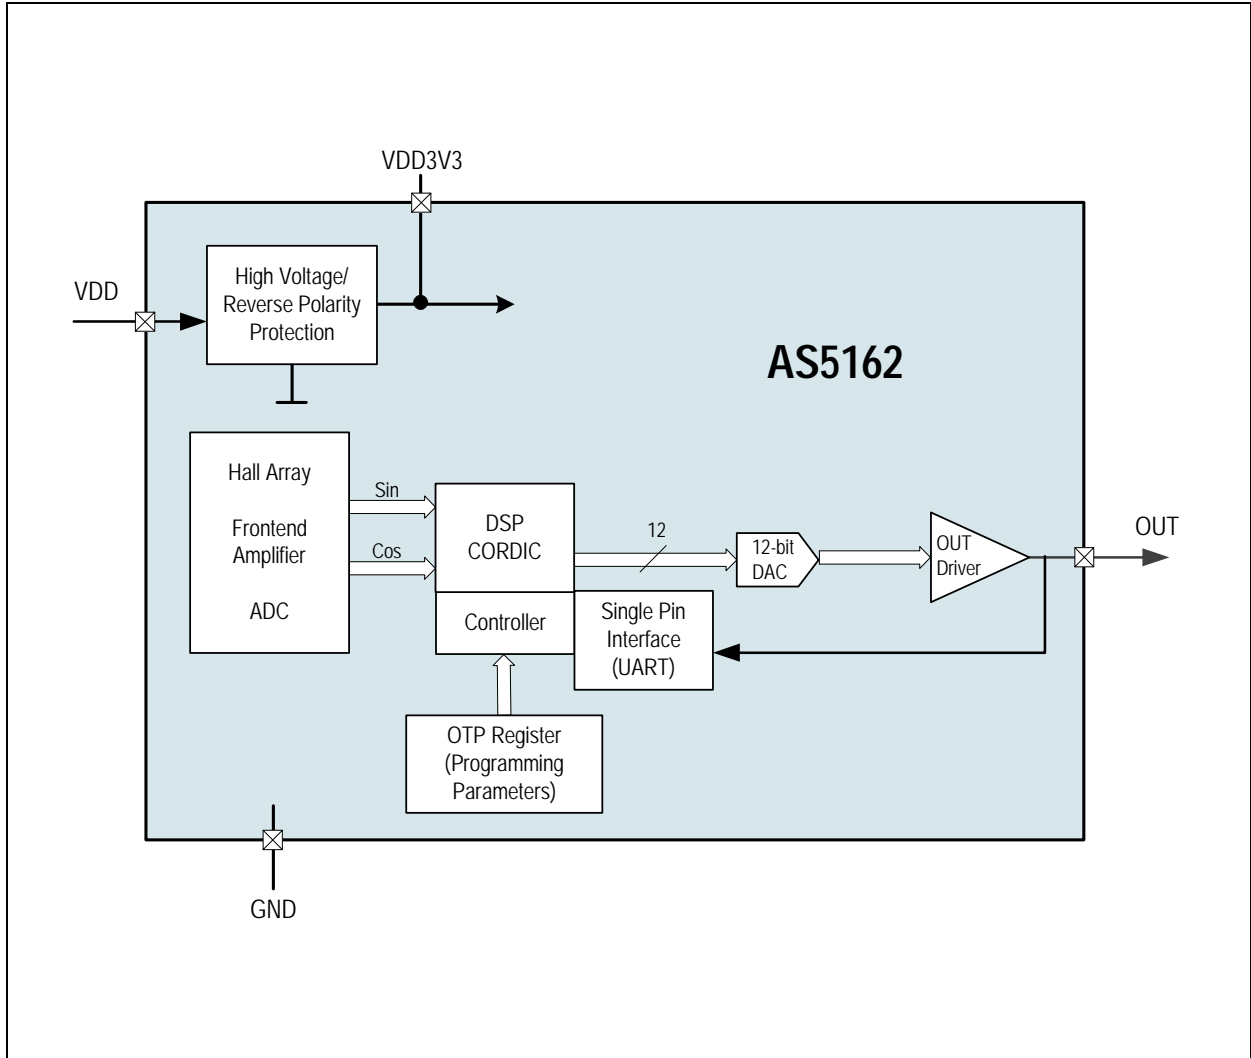 VDD3V3
High Voltage/
Reverse Polarity
Protection
VDD
AS5162
Hall Array
Frontend
Amplifier
ADC
Sin
Cos
DSP
CORDIC
Controller
12
12-bit
DAC
OUT
Driver
OUT
Single Pin
Interface
(UART)
OTP Register
(Programming
Parameters)
GND